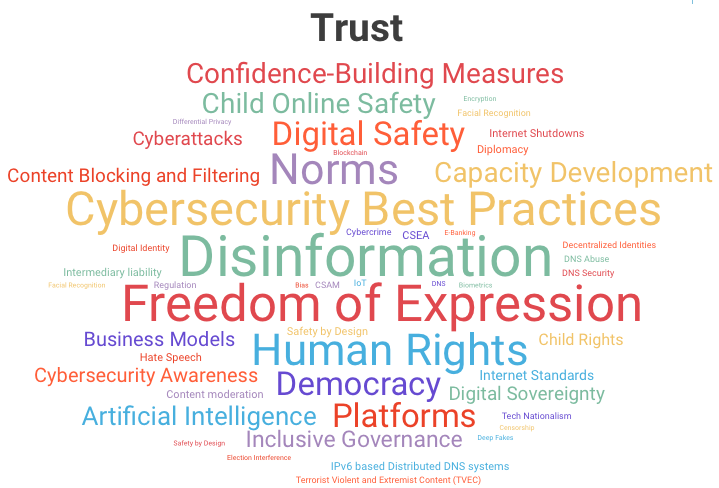 Trust
Confidence-Building Measures
Child Online Safety
Encryption
Facial Recognition
Differential Privacy
Cyberattacks
Digital Safety
Internet Shutdowns
Blockchain
Diplomacy
Content Blocking and Filtering
Norms
Capacity Development
Cybersecurity Best Practices
Cybercrime
CSEA
E-Banking
Digital Identity
Disinformation
Decentralized Identities
DNS Abuse
Intermediary liability
DNS Security
Facial Recognition
Regulation
Bias
CSAM
IoT
DNS
Biometrics
Freedom of Expression
Safety by Design
Business Models
Human Rights
Child Rights
Hate Speech
Cybersecurity Awareness
Democracy
Internet Standards
Content moderation
Digital Sovereignty
Artificial Intelligence
Platforms
Tech Nationalism
Censorship
Safety by Design
Inclusive Governance
Deep Fakes
Election Interference
IPv6 based Distributed DNS systems
Terrorist Violent and Extremist Content (TVEC)